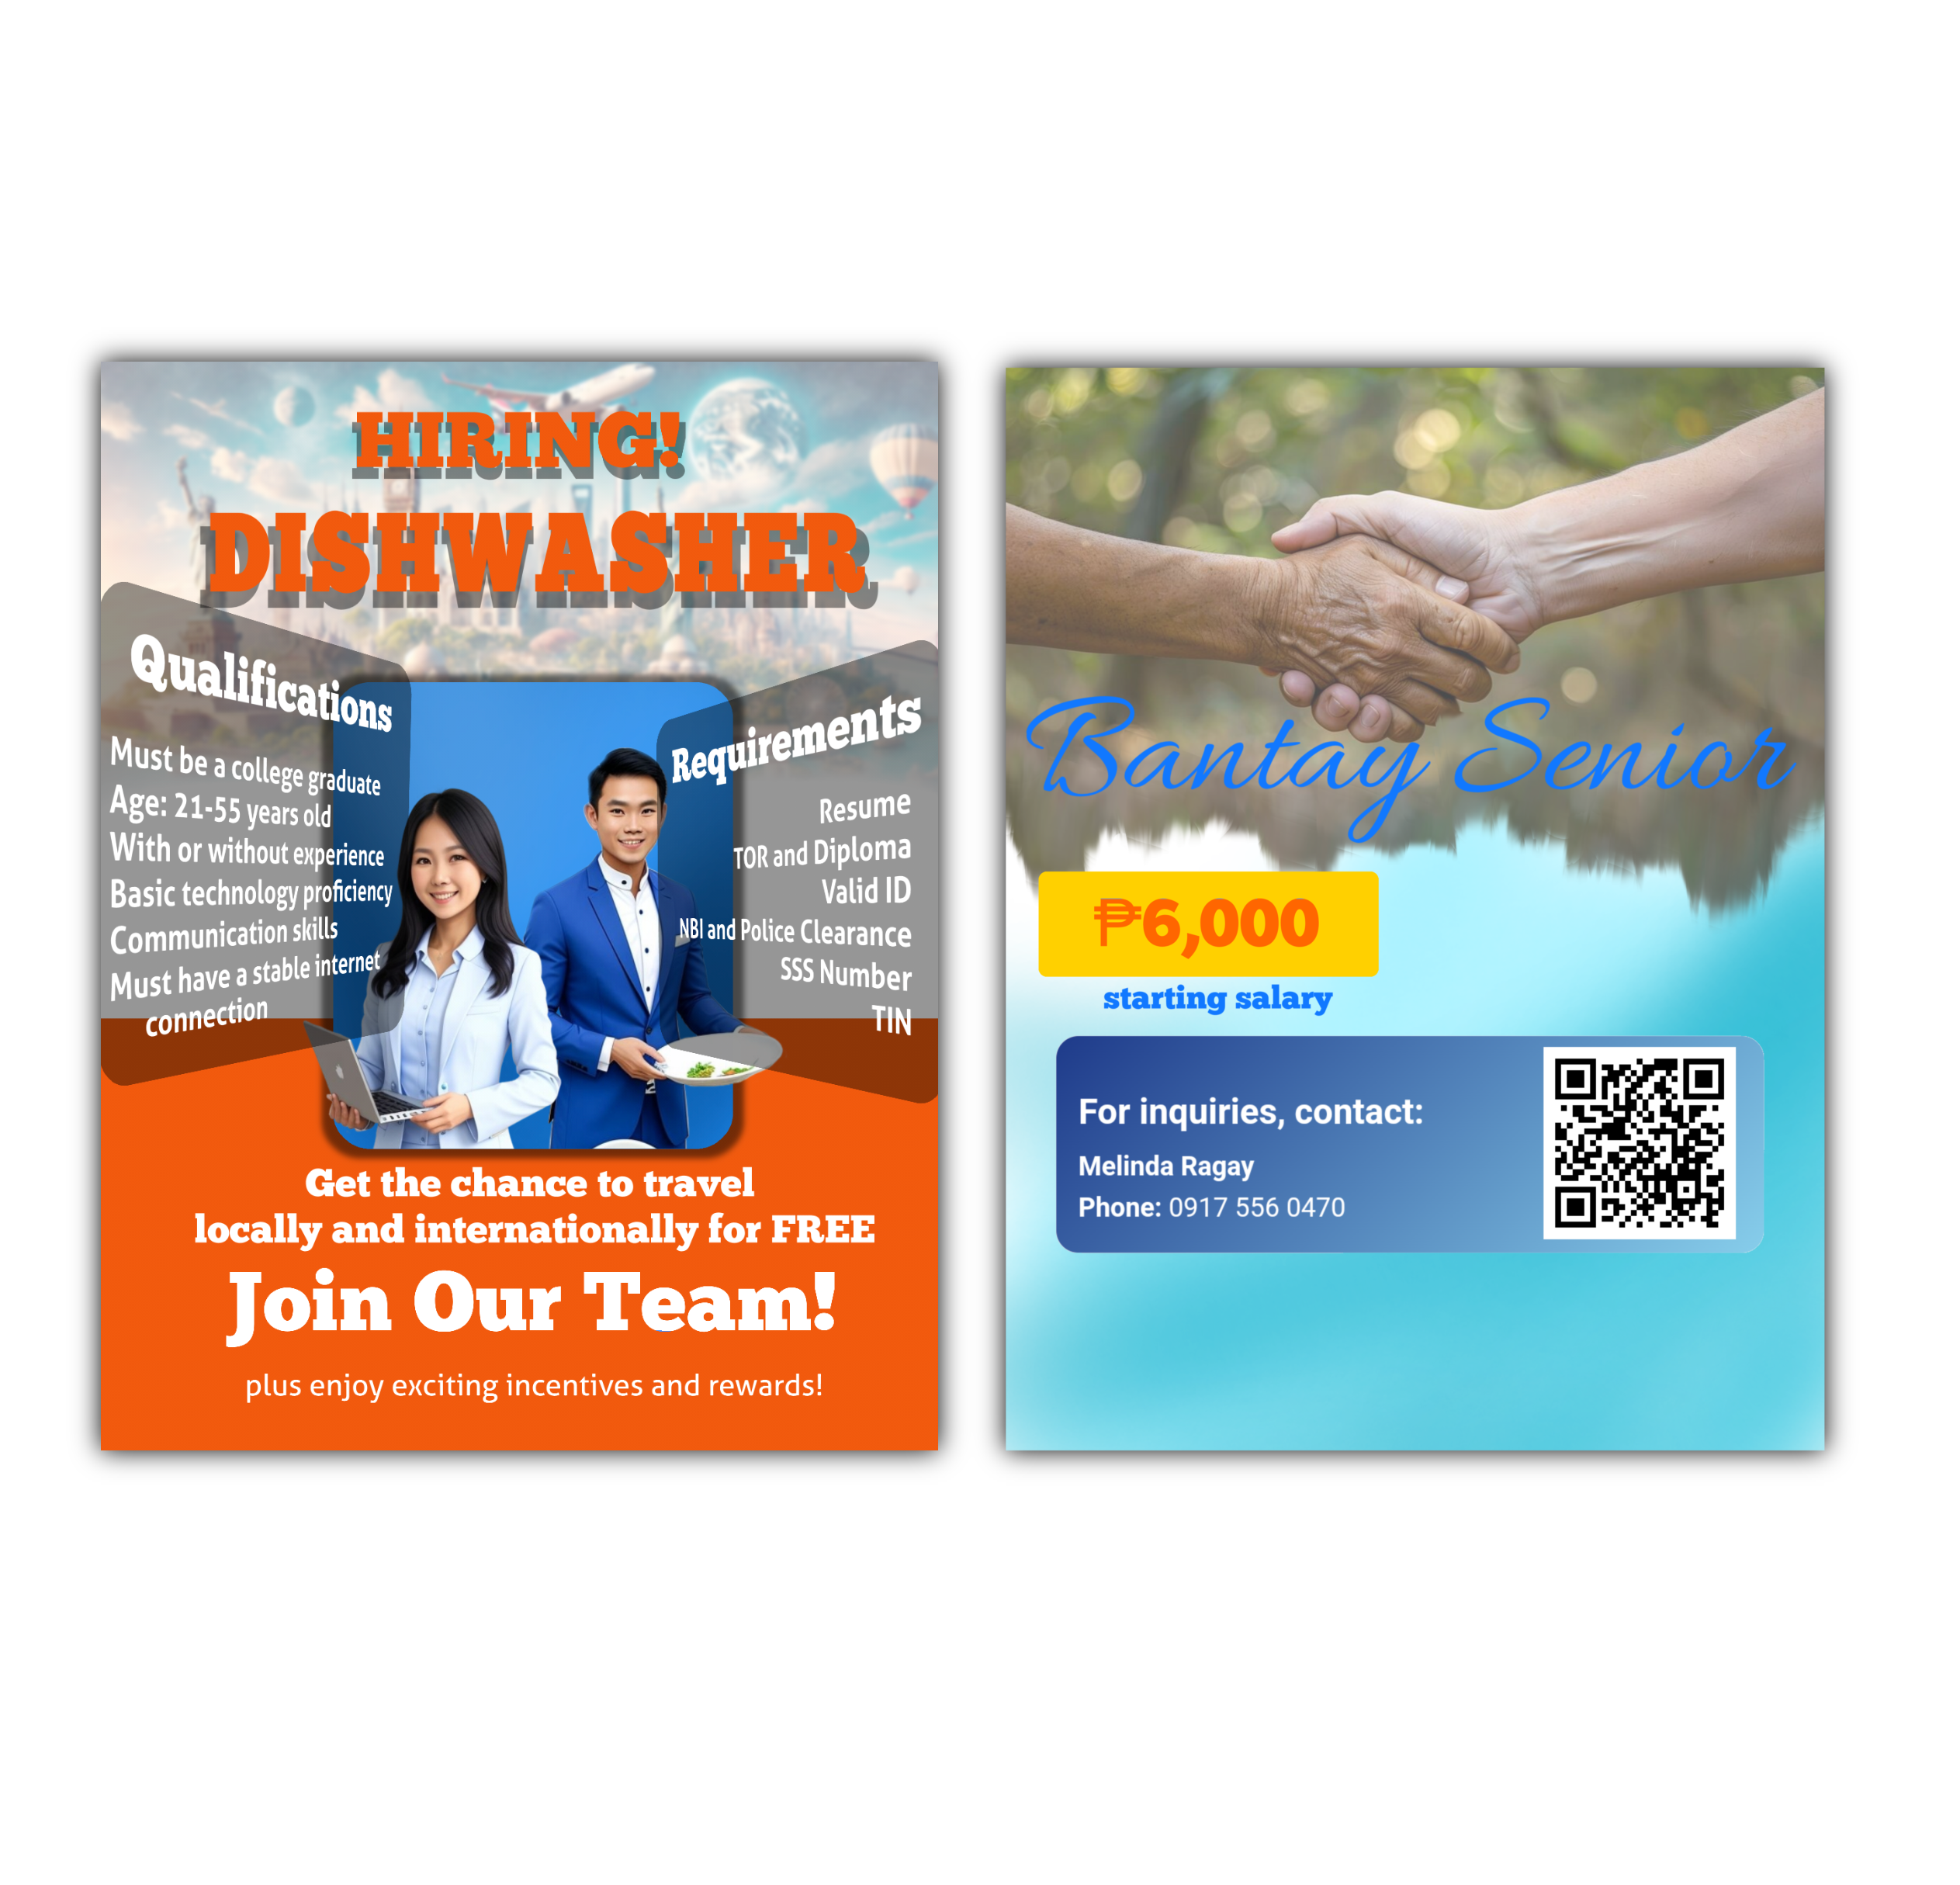 HIRING!
DISHWASHER
Qualifications
Must be a college graduate
Age: 21-55 years old
With or without experience
Basic technology proficiency
Communication skills
Must have a stable internet
connection
Requirements
Resume
TOR and Diploma
Valid ID
NBI and Police Clearance
SSS Number
TIN
Get the chance to travel
locally and internationally for FREE
Join Our Team!
plus enjoy exciting incentives and rewards!
Bantay Senior
₱6,000
starting salary
For inquiries, contact:
Melinda Ragay
Phone: 0917 556 0470